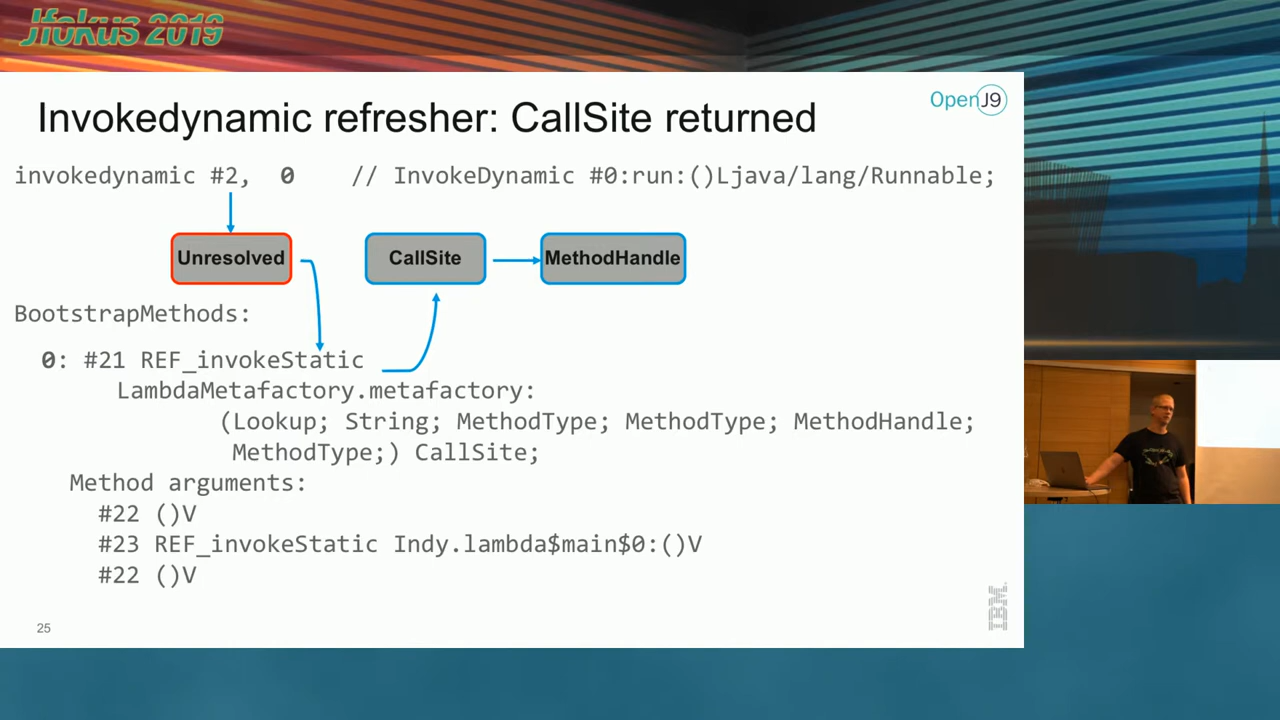 Jfokus 2019
Invokedynamic refresher: CallSite returned
OpenJ9
invokedynamic #2, 0 // InvokeDynamic #0:run:()Ljava/lang/Runnable;
Unresolved
CallSite
MethodHandle
BootstrapMethods:
0: #21 REF_invokeStatic
LambdaMetafactory.metafactory:
(Lookup; String; MethodType; MethodType; MethodHandle;
MethodType;) CallSite;
Method arguments:
#22 ()V
#23 REF_invokeStatic Indy.lambda$main$0:()V
#22 ()V
25
IBM